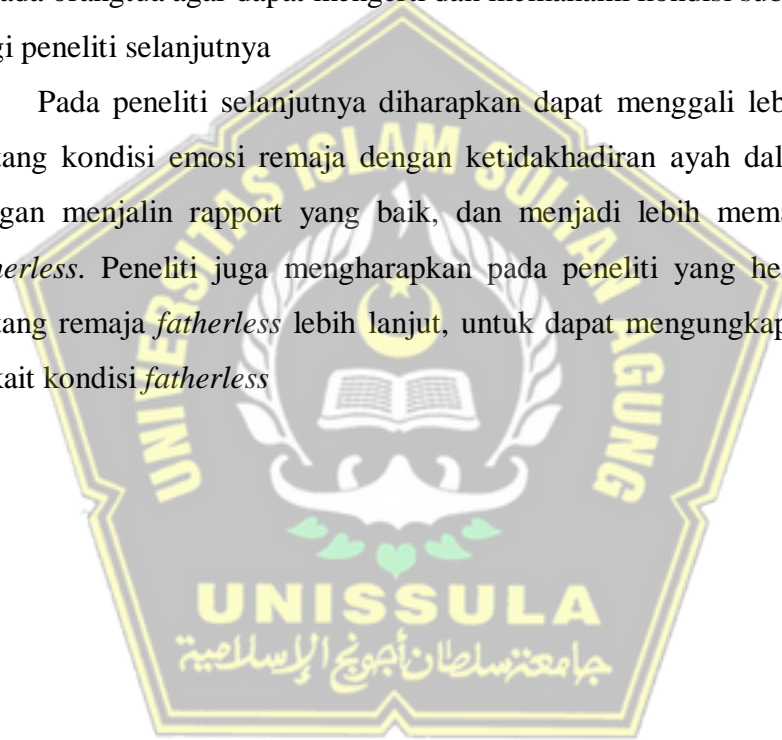 ada orangtua agar dapat mengerti dan memahami kondisi sub
gi peneliti selanjutnya
Pada peneliti selanjutnya diharapkan dapat menggali leb
tang kondisi emosi remaja dengan ketidakhadiran ayah dal
gan menjalin rapport yang baik, dan menjadi lebih mema
herless. Peneliti juga mengharapkan pada peneliti yang he
tang remaja fatherless lebih lanjut, untuk dapat mengungkap
kait kondisi fatherless
UNIVERSITAS ISLAM SULTAN AGUNG
UNISSULA
جامعة سلطان أجونج الإسلامية